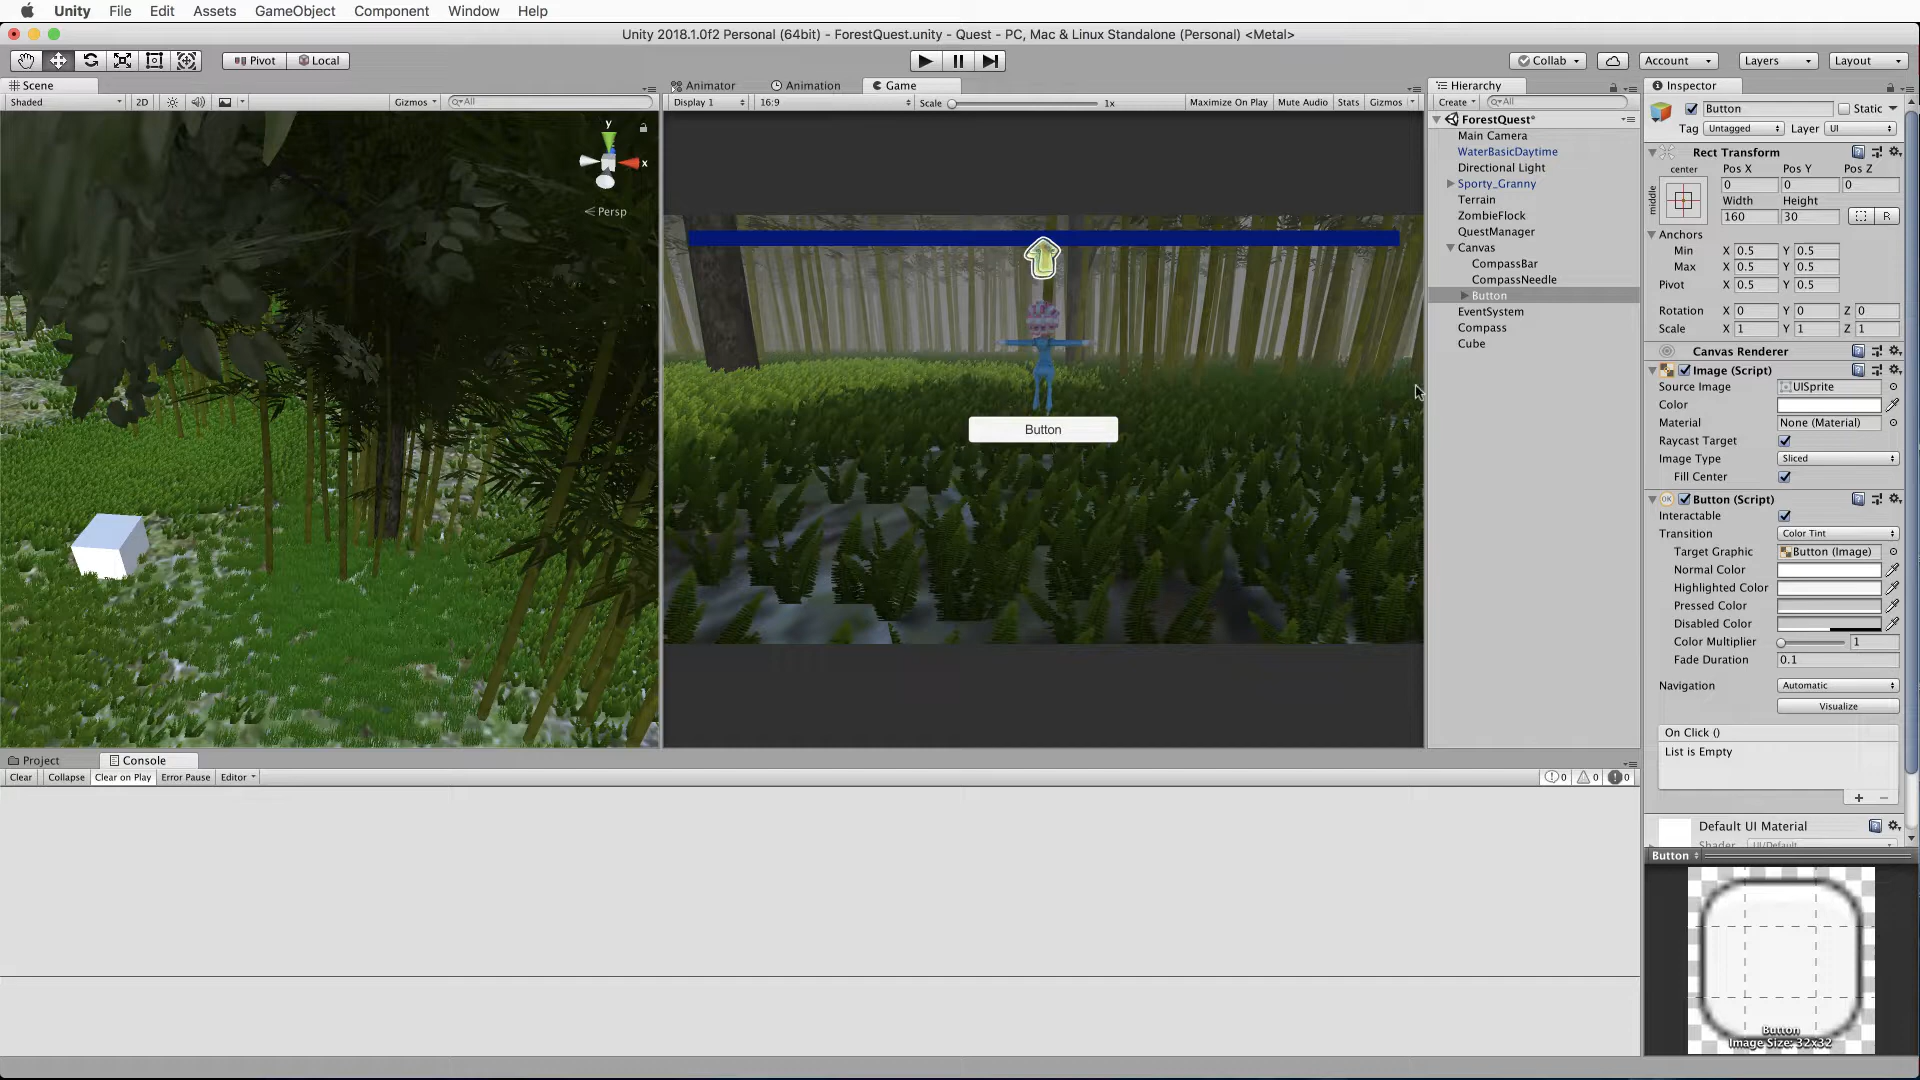 Unity File Edit Assets GameObject Component Window Help
Unity 2018.1.0f2 Personal (64bit) - ForestQuest.unity - Quest - PC, Mac & Linux Standalone (Personal) <Metal>
Pivot Local
Collab Account Layers Layout
Scene
Shaded 2D Gizmos All
y
x
Persp
Animator Animation Game
Display 1 16:9 Scale 1x Maximize On Play Mute Audio Stats Gizmos
Button
Hierarchy
Create All
ForestQuest*
Main Camera
WaterBasicDaytime
Directional Light
Sporty_Granny
Terrain
ZombieFlock
QuestManager
Canvas
CompassBar
CompassNeedle
Button
EventSystem
Compass
Cube
Inspector
Button Static
Tag Untagged Layer UI
Rect Transform
center Pos X Pos Y Pos Z
middle 0 0 0
Width Height
160 30 R
Anchors
Min X 0.5 Y 0.5
Max X 0.5 Y 0.5
Pivot X 0.5 Y 0.5
Rotation X 0 Y 0 Z 0
Scale X 1 Y 1 Z 1
Canvas Renderer
Image (Script)
Source Image UISprite
Color
Material None (Material)
Raycast Target
Image Type Sliced
Fill Center
OK Button (Script)
Interactable
Transition Color Tint
Target Graphic Button (Image)
Normal Color
Highlighted Color
Pressed Color
Disabled Color
Color Multiplier 1
Fade Duration 0.1
Navigation Automatic
Visualize
On Click ()
List is Empty
Default UI Material
Shader UI/Default
Button
Button
Image Size: 32x32
Project Console
Clear Collapse Clear on Play Error Pause Editor 0 0 0